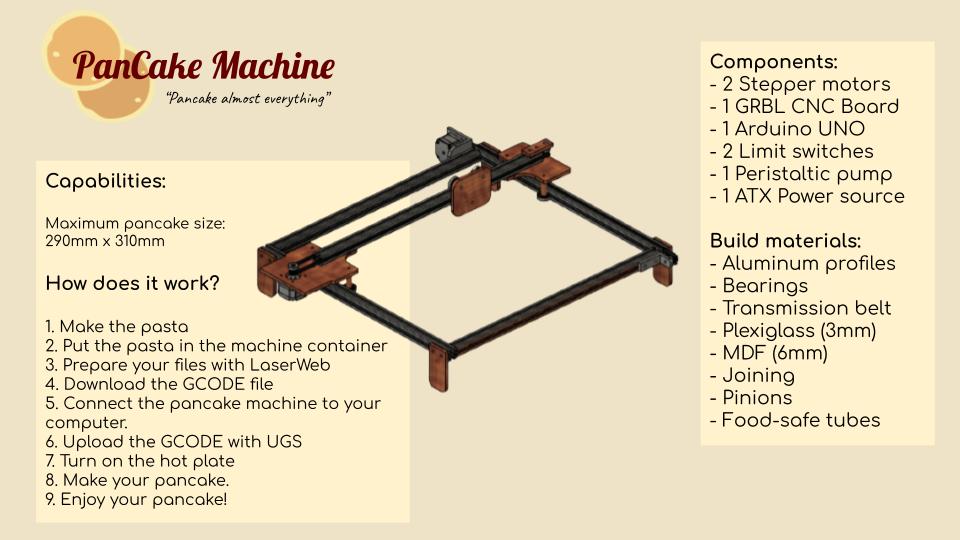 PanCake Machine
“Pancake almost everything”
Capabilities:
Maximum pancake size:
290mm x 310mm
How does it work?
1. Make the pasta
2. Put the pasta in the machine container
3. Prepare your files with LaserWeb
4. Download the GCODE file
5. Connect the pancake machine to your
computer.
6. Upload the GCODE with UGS
7. Turn on the hot plate
8. Make your pancake.
9. Enjoy your pancake!
Components:
- 2 Stepper motors
- 1 GRBL CNC Board
- 1 Arduino UNO
- 2 Limit switches
- 1 Peristaltic pump
- 1 ATX Power source
Build materials:
- Aluminum profiles
- Bearings
- Transmission belt
- Plexiglass (3mm)
- MDF (6mm)
- Joining
- Pinions
- Food-safe tubes